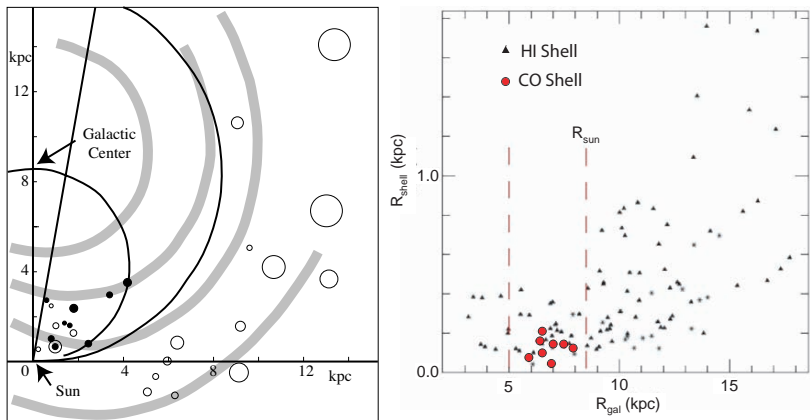 kpc
12
Galactic
Center
8
4
0
4
8
12
kpc
Sun
HI Shell
CO Shell
R_sun
R_shell (kpc)
1.0
0.0
5
10
15
R_gal (kpc)